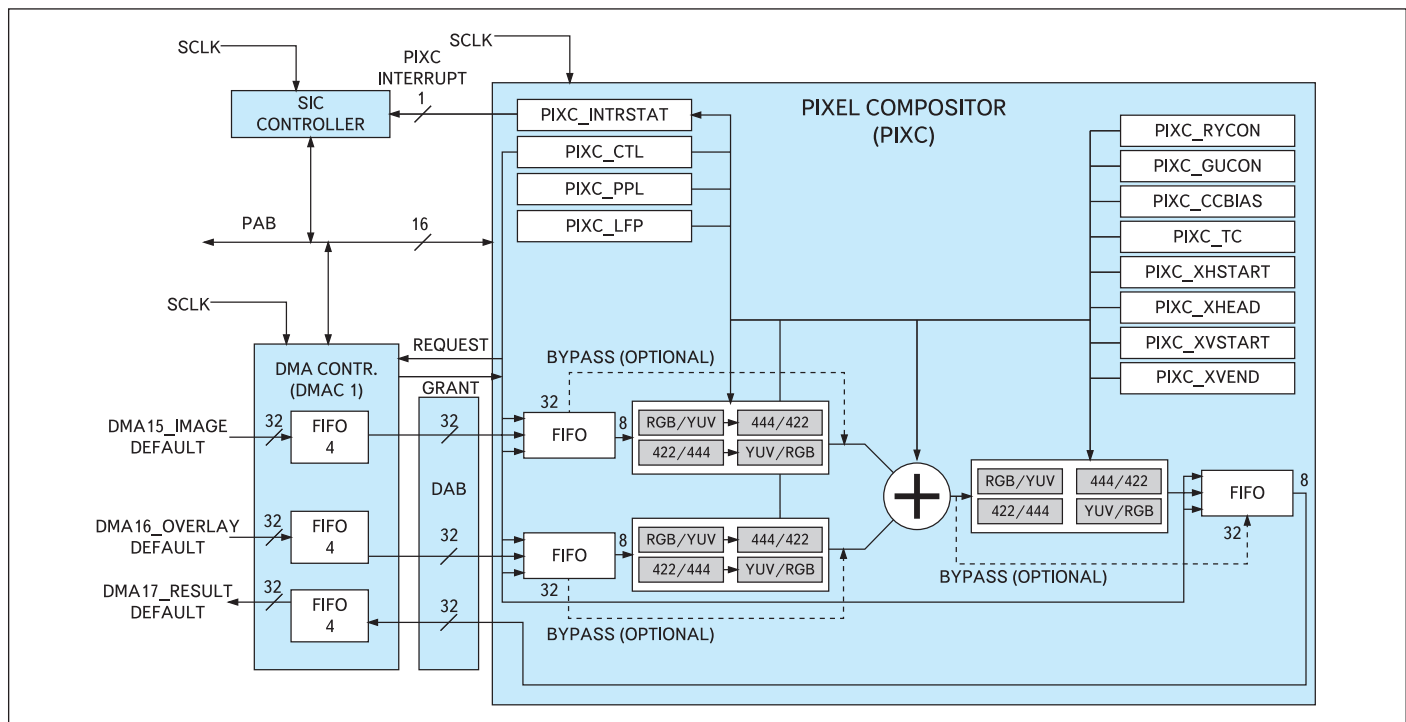 SCLK
SCLK
PIXC
INTERRUPT
1
SIC
CONTROLLER
PIXEL COMPOSITOR
(PIXC)
PIXC_INTRSTAT
PIXC_CTL
PIXC_PPL
PIXC_LFP
PIXC_RYCON
PIXC_GUCON
PIXC_CCBIAS
PIXC_TC
PIXC_XHSTART
PIXC_XHEAD
PIXC_XVSTART
PIXC_XVEND
PAB
16
SCLK
REQUEST
GRANT
DMA CONTR.
(DMAC 1)
DAB
BYPASS (OPTIONAL)
DMA15_IMAGE
DEFAULT
32
FIFO
4
32
32
FIFO
8
RGB/YUV
444/422
422/444
YUV/RGB
RGB/YUV
444/422
422/444
YUV/RGB
FIFO
8
32
BYPASS (OPTIONAL)
DMA16_OVERLAY
DEFAULT
32
FIFO
4
32
FIFO
8
32
RGB/YUV
444/422
422/444
YUV/RGB
BYPASS (OPTIONAL)
DMA17_RESULT
DEFAULT
32
FIFO
4
32